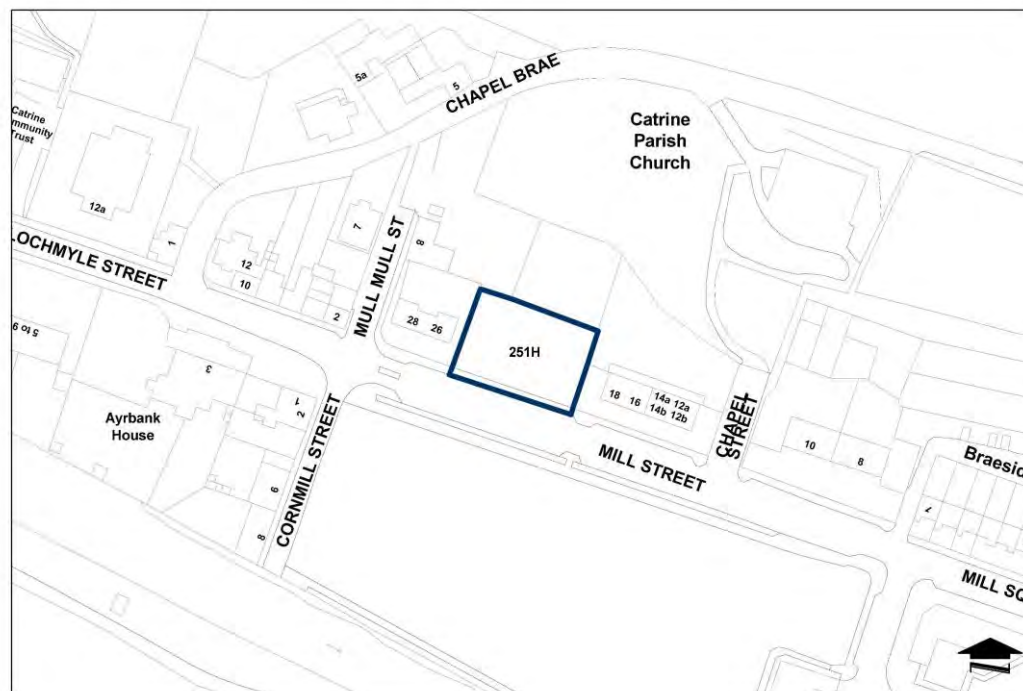 CHAPEL BRAE
5a
5
Catrine
Parish
Church
Catrine
mmunity
Trust
12a
1
LOCHMYLE STREET
12
10
7
8
MULL MULL ST
2
28
26
251H
18
16
14a
12a
14b
12b
CHAPEL
STREET
10
8
Braesid
7
MILL STREET
MILL SQ
5 to 9
3
1
2
Ayrbank
House
6
8
CORNMILL STREET